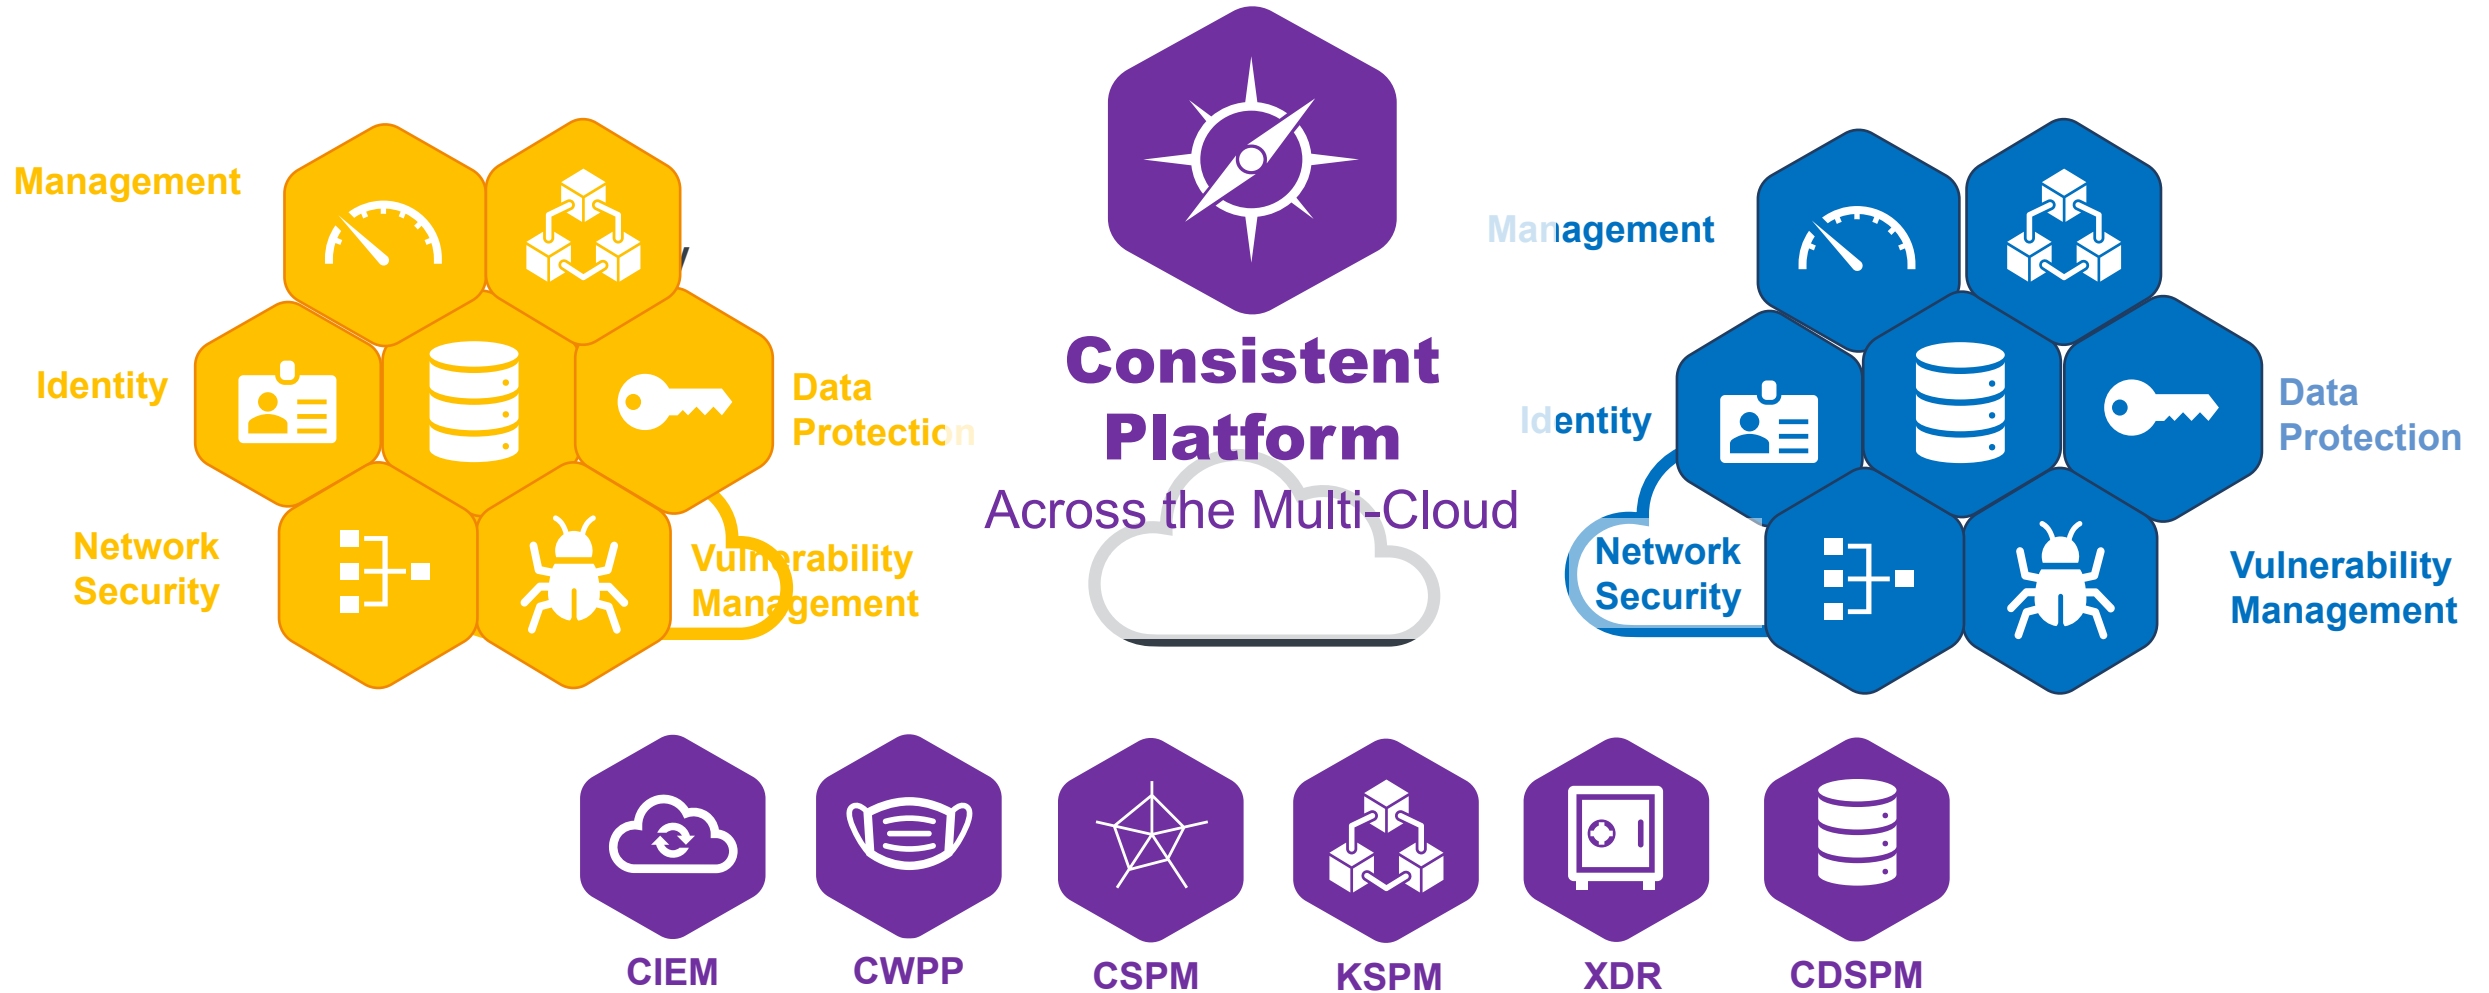 Management
Identity
Data
Protection
Network
Security
Vulnerability
Management
Consistent
Platform
Across the Multi-Cloud
Management
Identity
Data
Protection
Network
Security
Vulnerability
Management
CIEM
CWPP
CSPM
KSPM
XDR
CDSPM